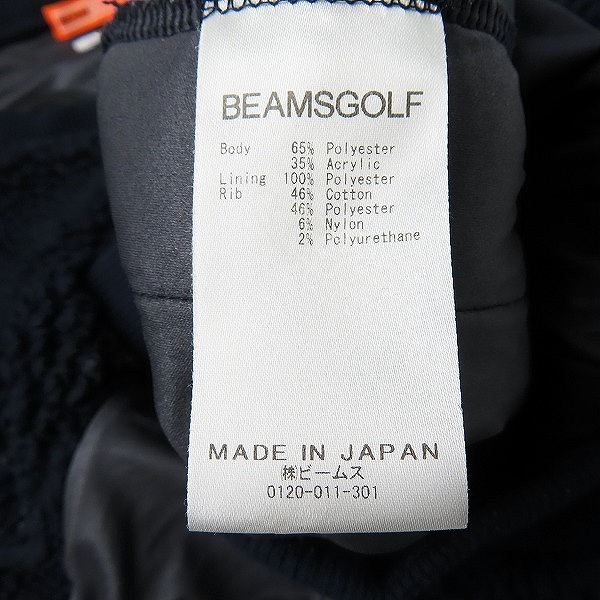 BEAMSGOLF
Body 65% Polyester
35% Acrylic
Lining 100% Polyester
Rib 46% Cotton
46% Polyester
6% Nylon
2% Polyurethane
MADE IN JAPAN
㈱ビームス
0120-011-301